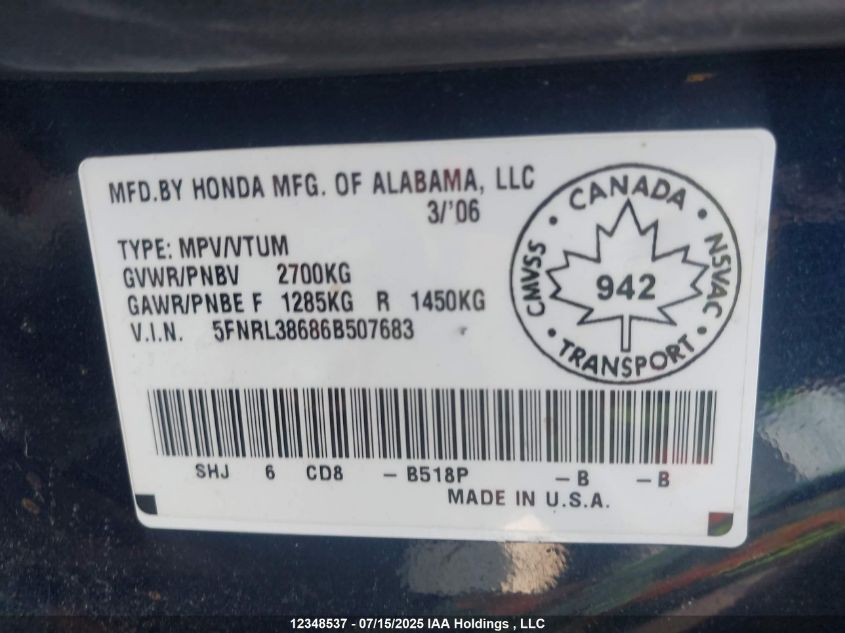 MFD.BY HONDA MFG. OF ALABAMA, LLC
3/'06
TYPE: MPV/VTUM
GVWR/PNBV 2700KG
GAWR/PNBE F 1285KG R 1450KG
V.I.N. 5FNRL38686B507683
CANADA
CMVSS
NSVAC
942
TRANSPORT
SHJ 6 CD8 - B518P - B - B
MADE IN U.S.A.
12348537 - 07/15/2025 IAA Holdings , LLC